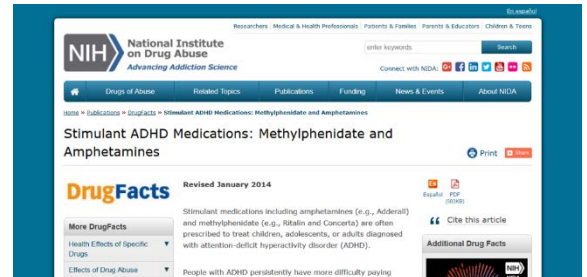 En español
Researchers Medical & Health Professionals Patients & Families Parents & Educators Children & Teens
NIH
National Institute
on Drug Abuse
Advancing Addiction Science
enter keywords
Search
Connect with NIDA:
Drugs of Abuse
Related Topics
Publications
Funding
News & Events
About NIDA
Home » Publications » DrugFacts » Stimulant ADHD Medications: Methylphenidate and Amphetamines
Stimulant ADHD Medications: Methylphenidate and
Amphetamines
Print
Share
DrugFacts
Revised January 2014
Stimulant medications including amphetamines (e.g., Adderall)
and methylphenidate (e.g., Ritalin and Concerta) are often
prescribed to treat children, adolescents, or adults diagnosed
with attention-deficit hyperactivity disorder (ADHD).
People with ADHD persistently have more difficulty paying
More DrugFacts
Health Effects of Specific
Drugs
Effects of Drug Abuse
Español
PDF
Cite this article
Additional Drug Facts